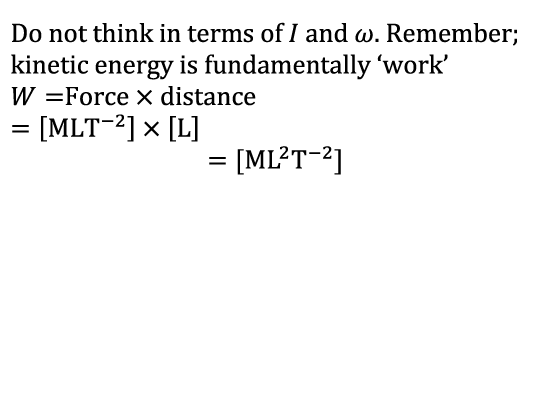 Do not think in terms of I and ω. Remember;
kinetic energy is fundamentally ‘work’
W =Force × distance
= [MLT⁻²] × [L]
= [ML²T⁻²]